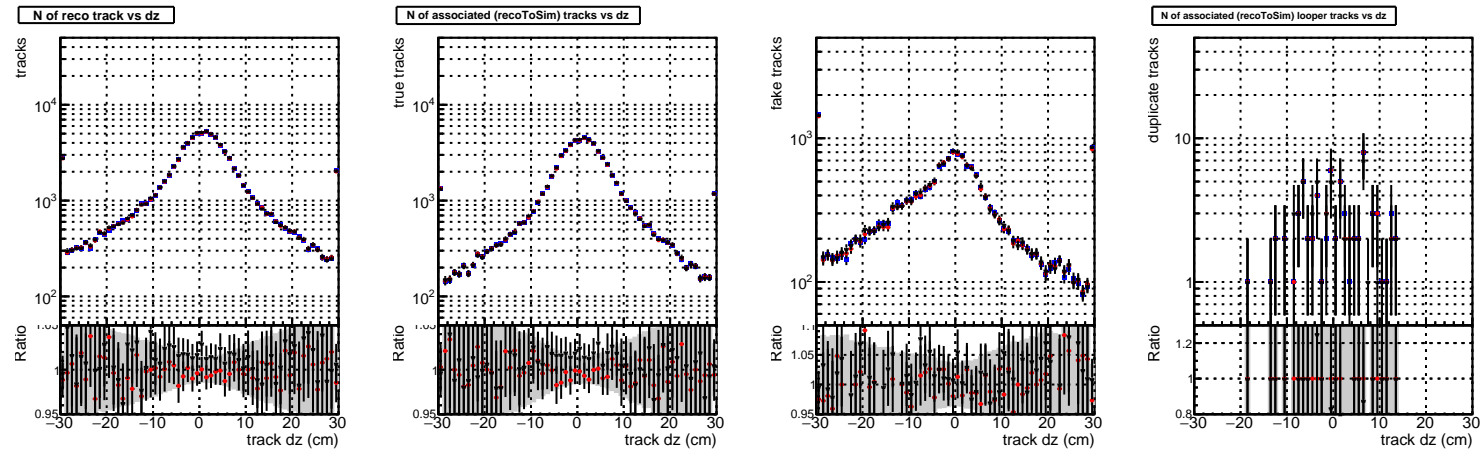 N of reco track vs dz
tracks
10^4
10^3
10^2
Ratio
1
0.95
−30 −20 −10 0 10 20 30
track dz (cm)
N of associated (recoToSim) tracks vs dz
true tracks
10^4
10^3
10^2
Ratio
1
0.95
−30 −20 −10 0 10 20 30
track dz (cm)
fake tracks
10^3
10^2
Ratio
1.05
1
0.95
−30 −20 −10 0 10 20 30
track dz (cm)
N of associated (recoToSim) looper tracks vs dz
duplicate tracks
10
1
Ratio
1.2
1
0.8
−30 −20 −10 0 10 20 30
track dz (cm)